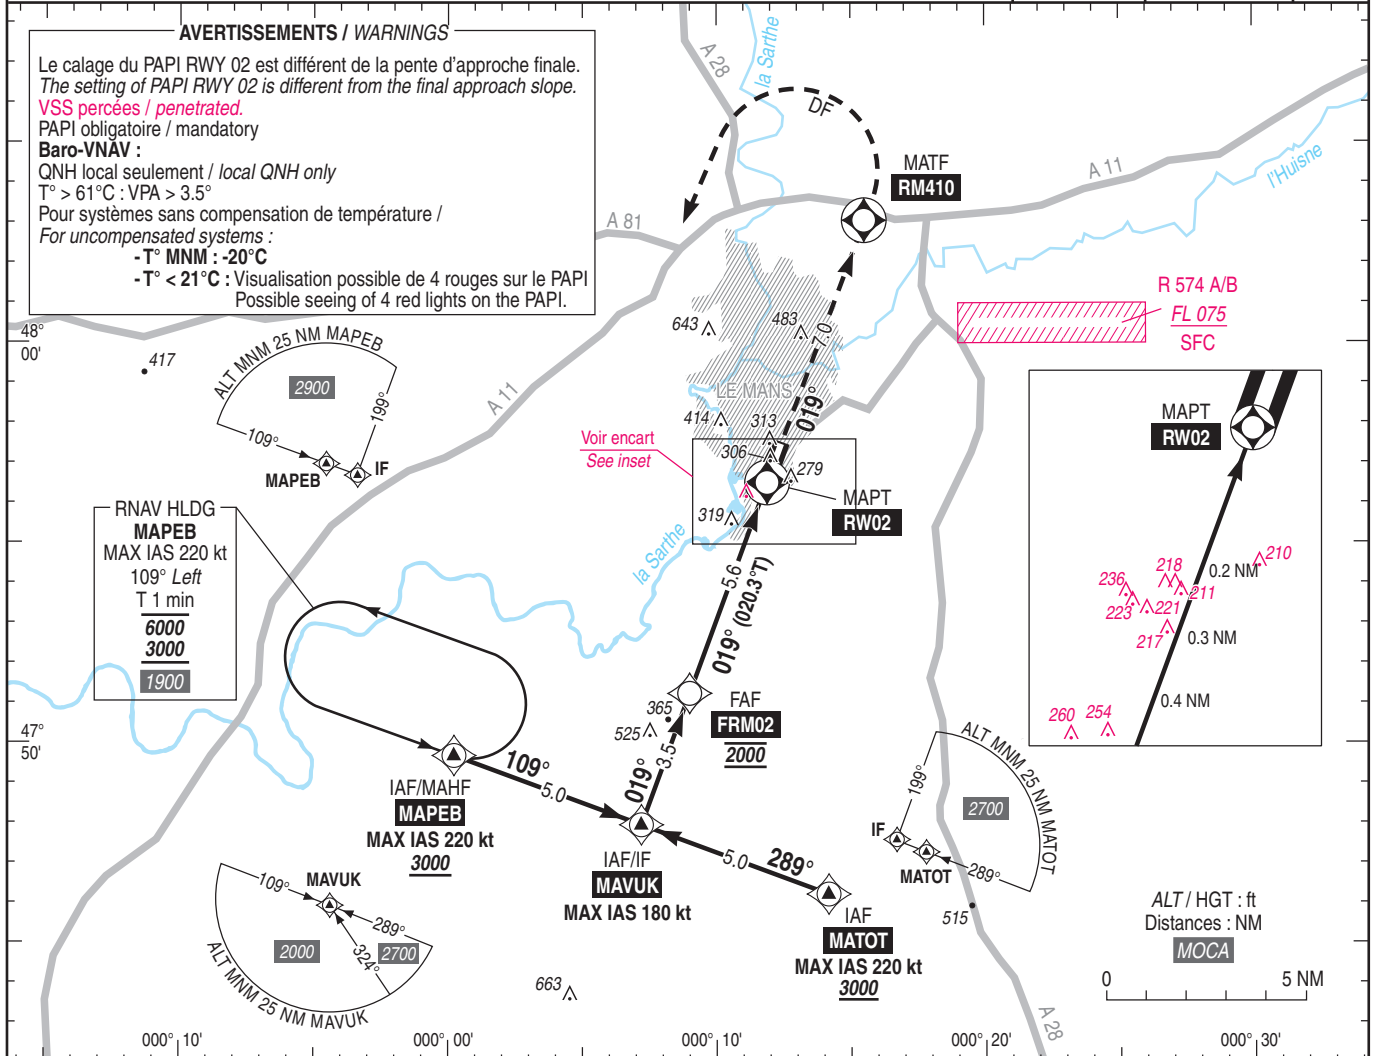 AVERTISSEMENTS / WARNINGS
Le calage du PAPI RWY 02 est différent de la pente d'approche finale.
The setting of PAPI RWY 02 is different from the final approach slope.
VSS percées / penetrated.
PAPI obligatoire / mandatory
Baro-VNAV :
QNH local seulement / local QNH only
T° > 61°C : VPA > 3.5°
Pour systèmes sans compensation de température /
For uncompensated systems :
- T° MNM : -20°C
- T° < 21°C : Visualisation possible de 4 rouges sur le PAPI
Possible seeing of 4 red lights on the PAPI.
A 28
la Sarthe
DF
MATF
RM410
A 11
l'Huisne
A 81
R 574 A/B
FL 075
SFC
48°
00'
417
ALT MNM 25 NM MAPEB
2900
109°
199°
MAPEB
IF
A 11
643
483
7.0
LE MANS
019°
414
313
306
279
319
Voir encart
See inset
MAPT
RW02
la Sarthe
MAPT
RW02
0.2 NM
210
236
218
211
223
221
217
0.3 NM
0.4 NM
260
254
RNAV HLDG
MAPEB
MAX IAS 220 kt
109° Left
T 1 min
6000
3000
1900
5.6
019° (020.3°T)
FAF
FRM02
2000
365
525
3.5
019°
47°
50'
109°
5.0
IAF/MAHF
MAPEB
MAX IAS 220 kt
3000
IAF/IF
MAVUK
MAX IAS 180 kt
5.0
289°
IAF
MATOT
MAX IAS 220 kt
3000
ALT MNM 25 NM MATOT
199°
2700
IF
MATOT
289°
515
109°
MAVUK
289°
324°
2000
2700
ALT MNM 25 NM MAVUK
663
ALT / HGT : ft
Distances : NM
MOCA
0
5 NM
A 28
000° 10'
000° 00'
000° 10'
000° 20'
000° 30'